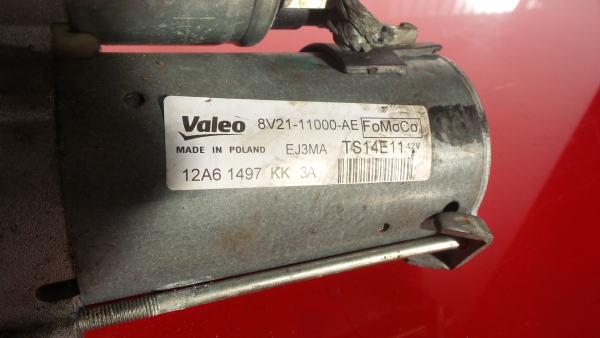 Valeo 8V21-11000-AE FoMoCo
MADE IN POLAND EJ3MA TS14E11 12V
12A6 1497 KK 3A